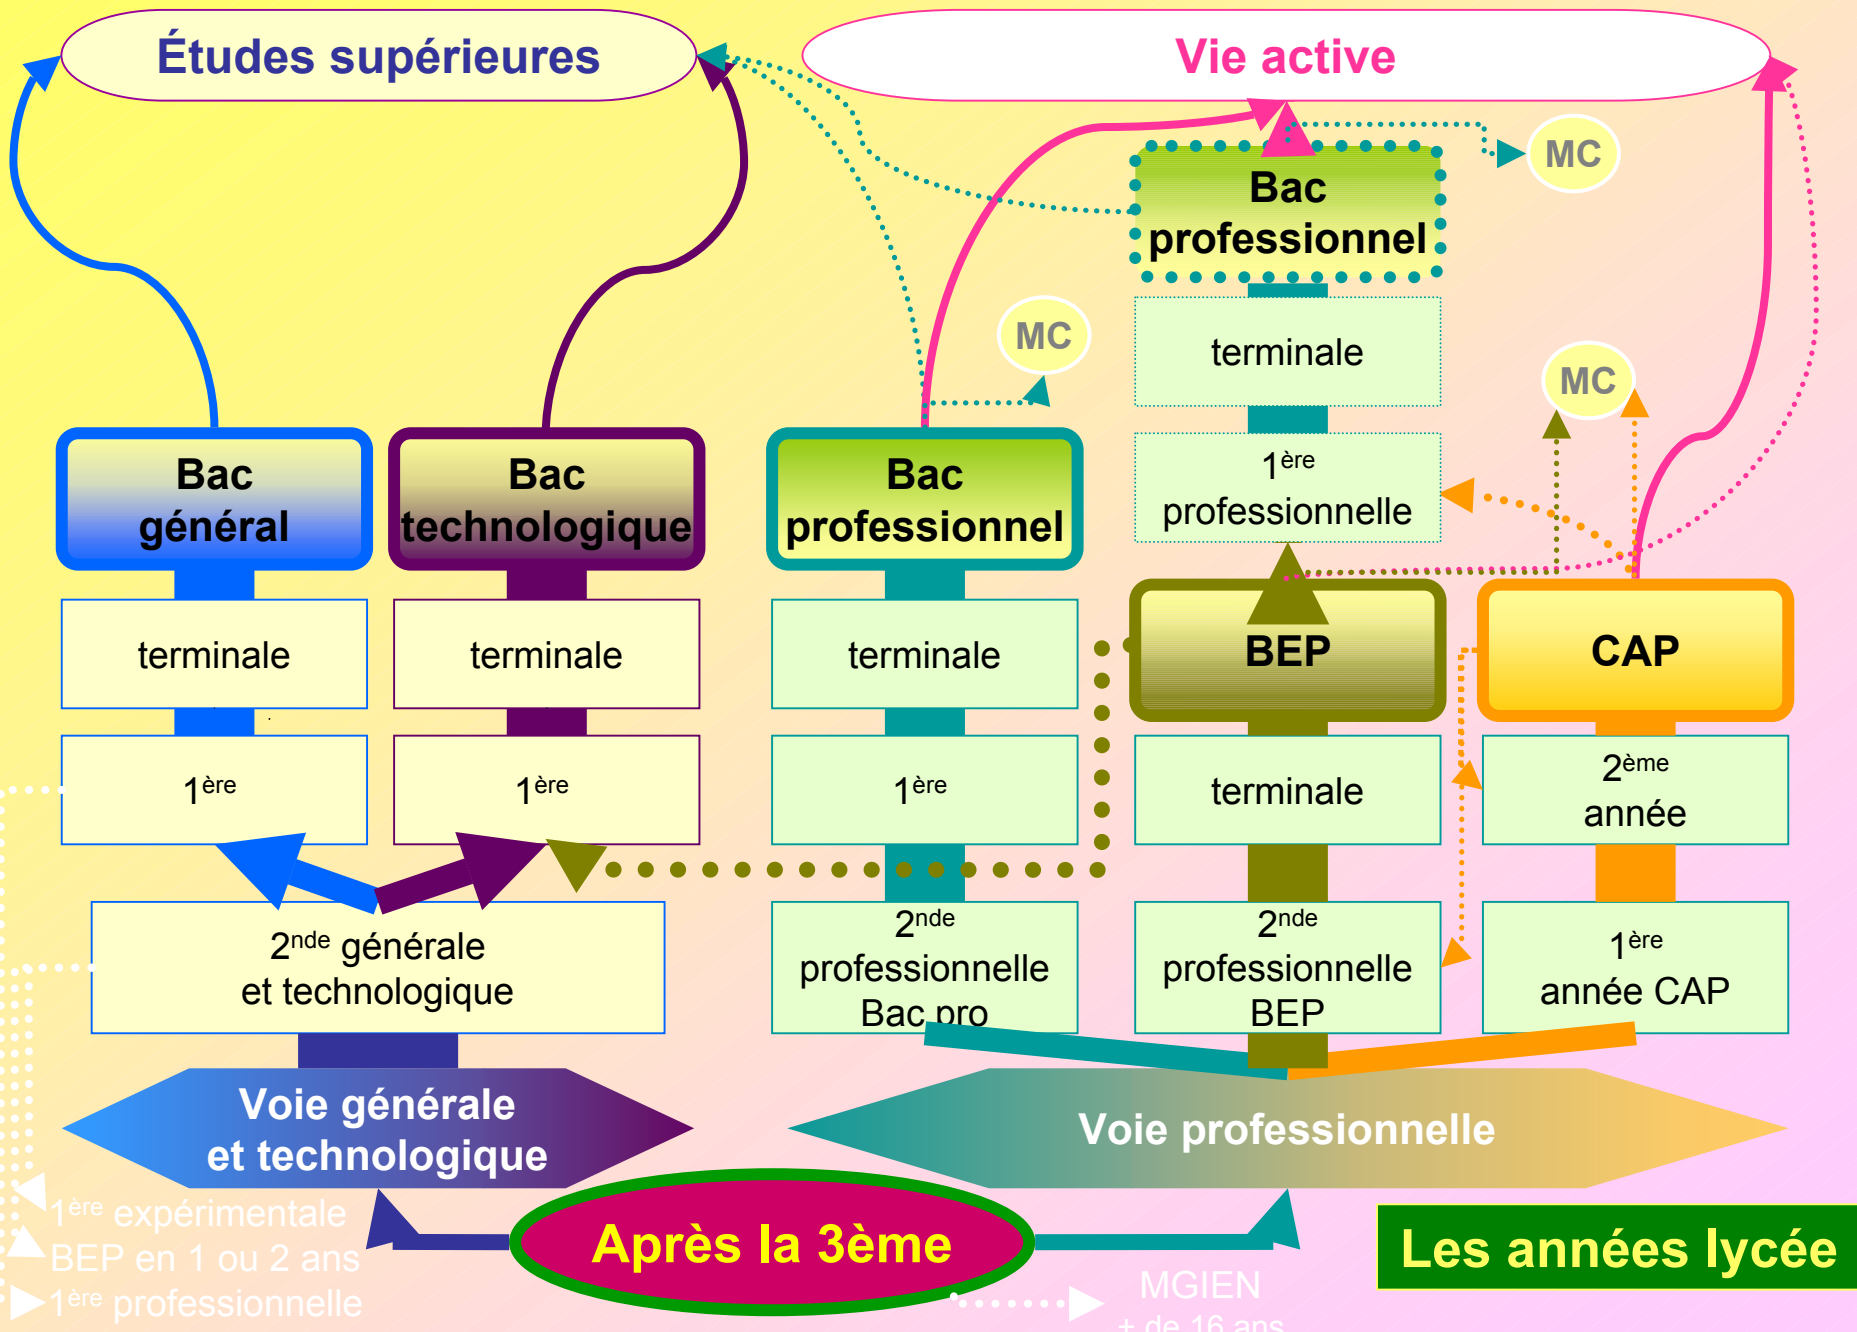 Études supérieures
Vie active
MC
Bac
professionnel
MC
terminale
MC
Bac
général
Bac
technologique
Bac
professionnel
1ère
professionnelle
terminale
terminale
terminale
BEP
CAP
1ère
1ère
1ère
terminale
2ème
année
2nde générale
et technologique
2nde
professionnelle
Bac pro
2nde
professionnelle
BEP
1ère
année CAP
Voie générale
et technologique
Voie professionnelle
1ère expérimentale
BEP en 1 ou 2 ans
1ère professionnelle
Après la 3ème
Les années lycée
MGIEN
+ de 16 ans